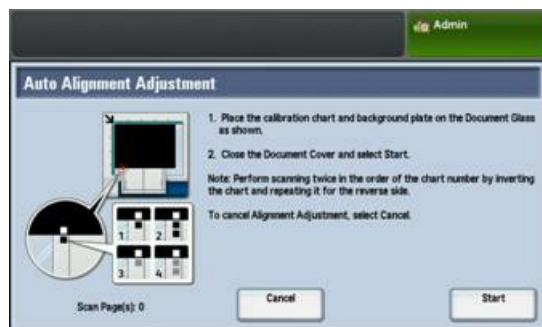 Admin
Auto Alignment Adjustment
1. Place the calibration chart and background plate on the Document Glass
as shown.
2. Close the Document Cover and select Start.
Note: Perform scanning twice in the order of the chart number by inverting
the chart and repeating it for the reverse side.
To cancel Alignment Adjustment, select Cancel.
1 2
3 4
Scan Page(s): 0
Cancel
Start